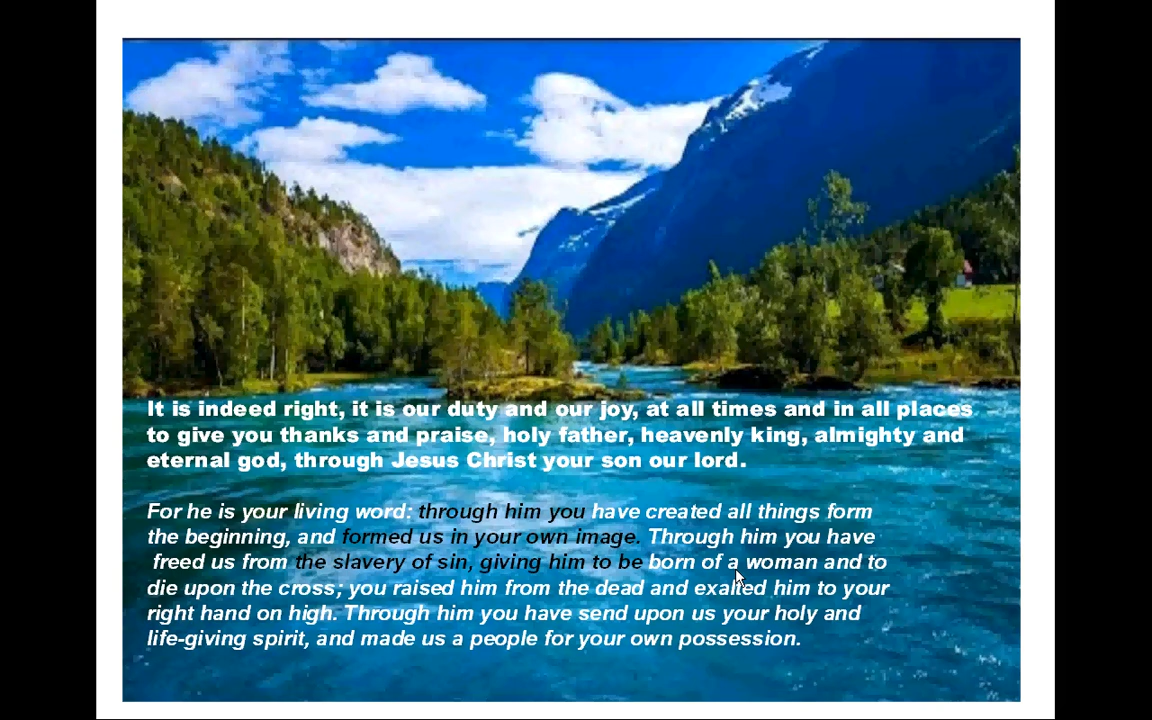 It is indeed right, it is our duty and our joy, at all times and in all places
to give you thanks and praise, holy father, heavenly king, almighty and
eternal god, through Jesus Christ your son our lord.
For he is your living word: through him you have created all things form
the beginning, and formed us in your own image. Through him you have
freed us from the slavery of sin, giving him to be born of a woman and to
die upon the cross; you raised him from the dead and exalted him to your
right hand on high. Through him you have send upon us your holy and
life-giving spirit, and made us a people for your own possession.